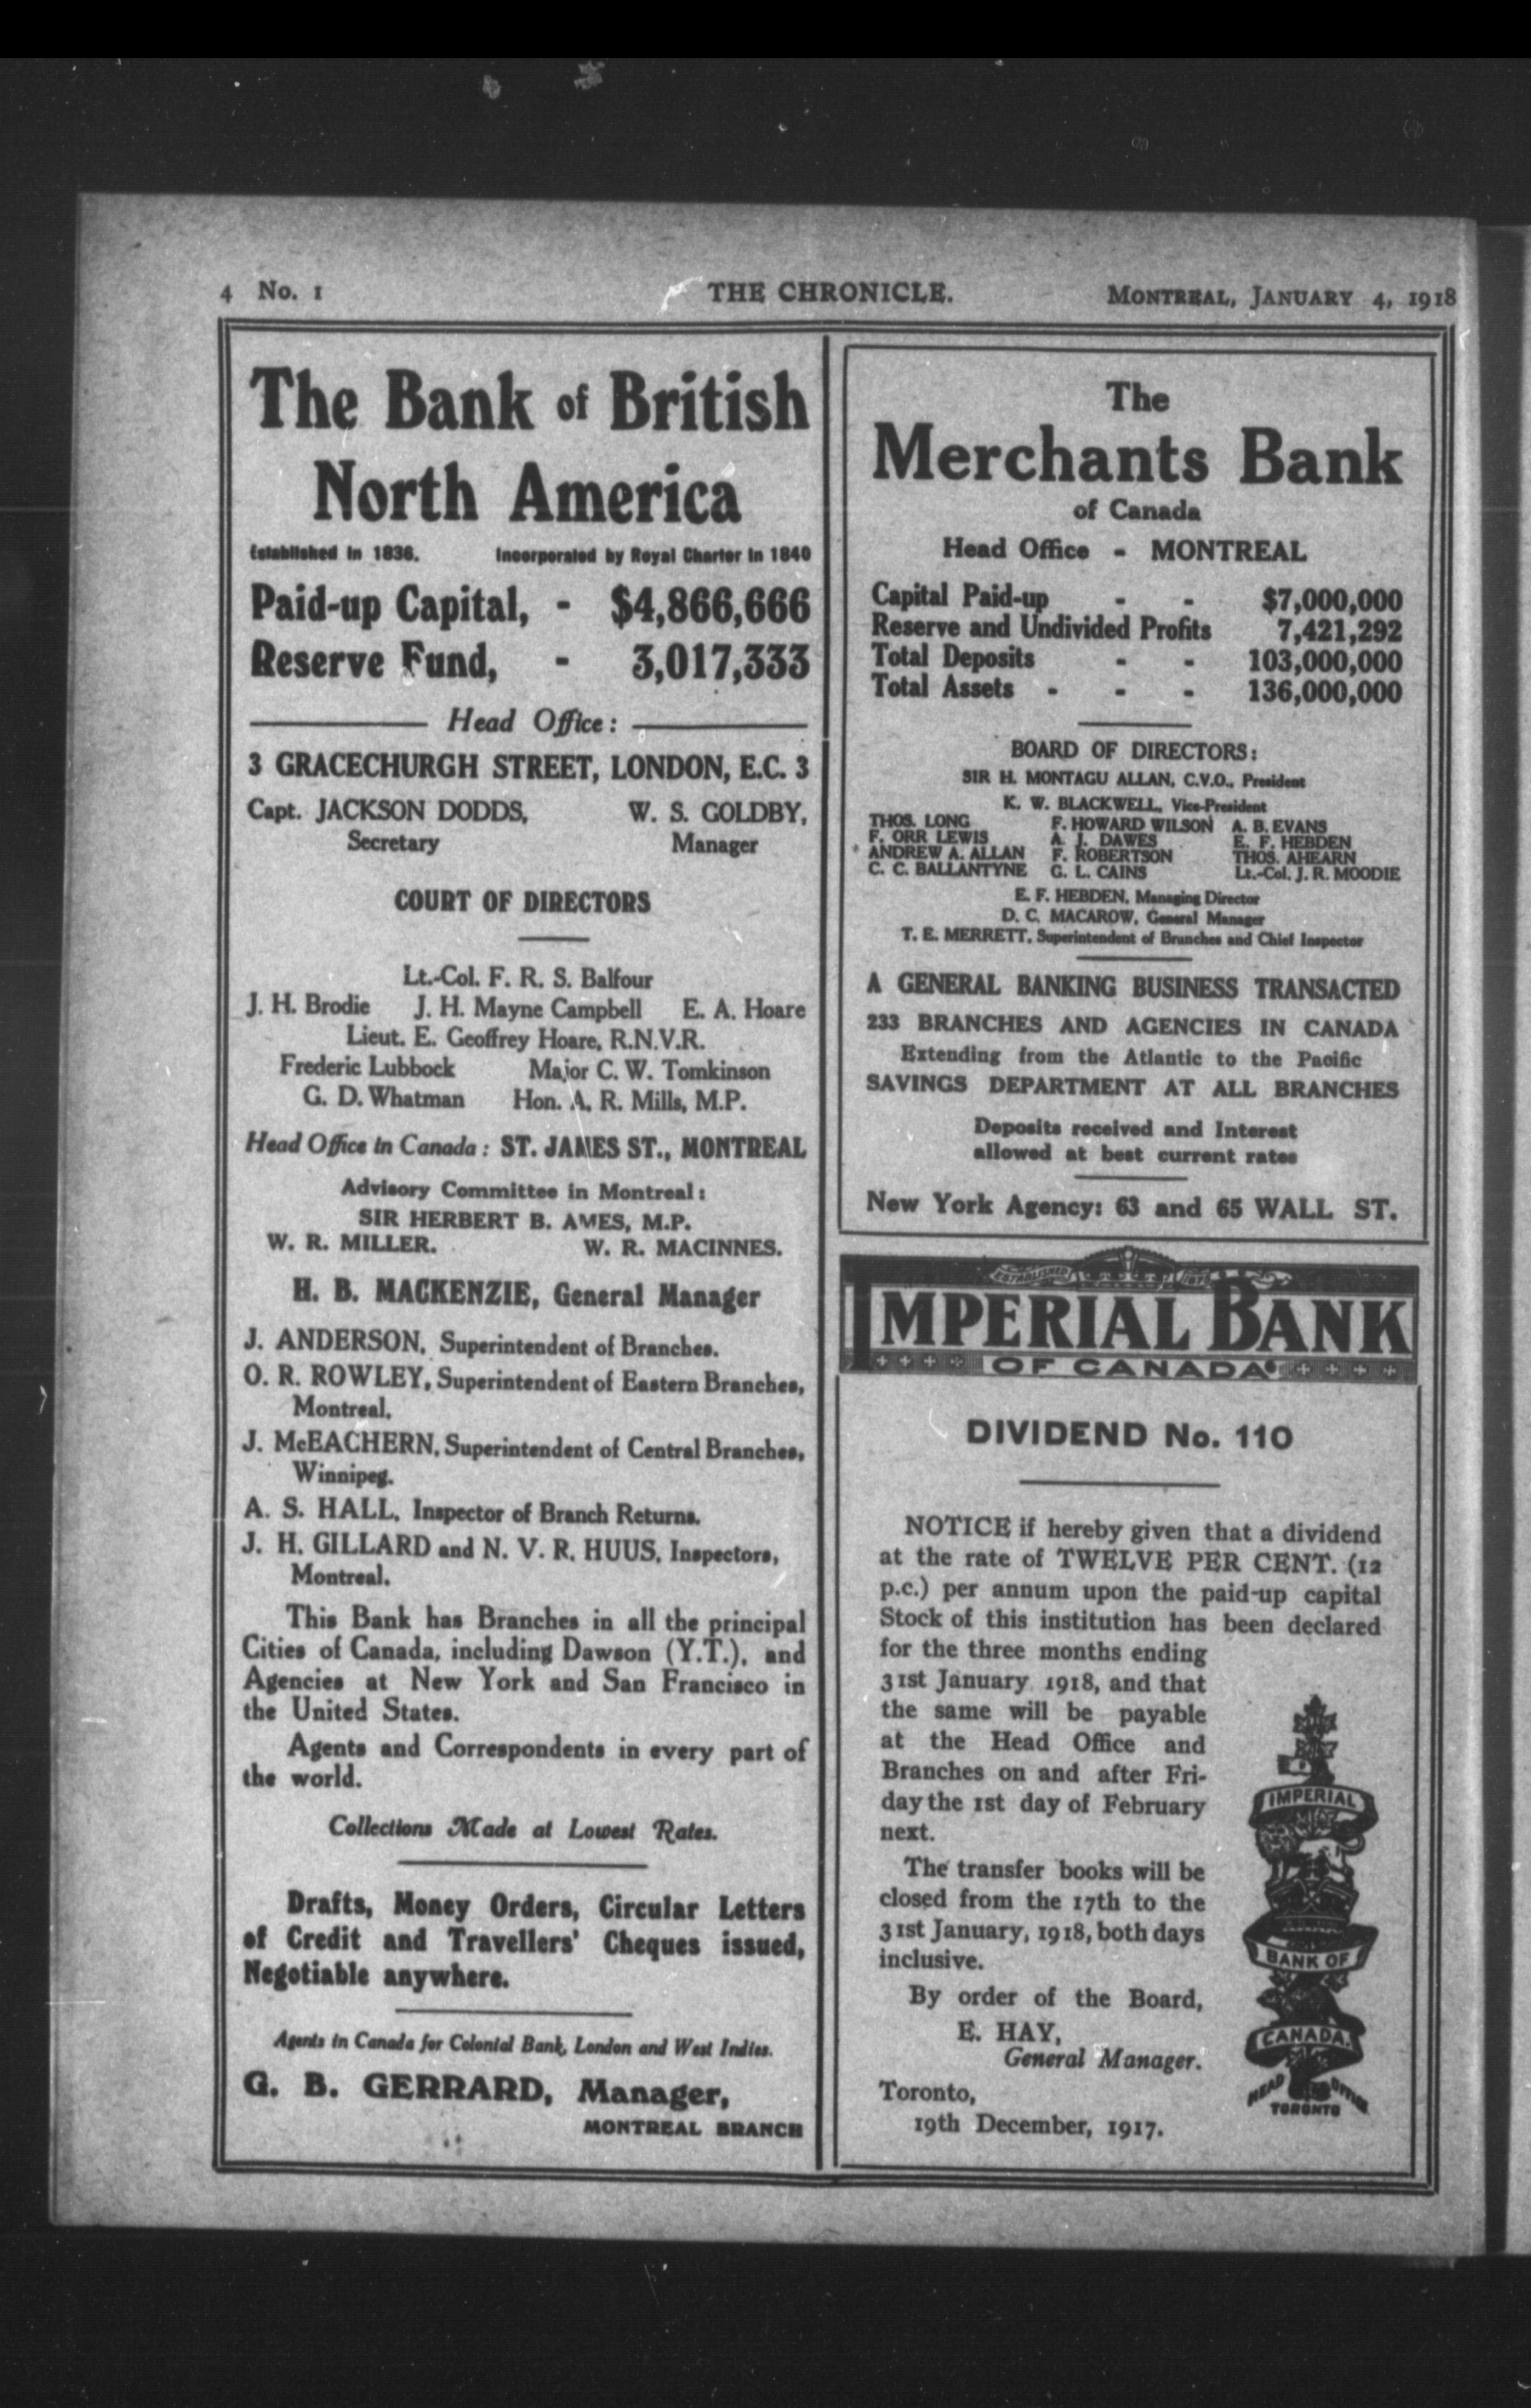 4 No. 1 THE CHRONICLE. MONTREAL, JANUARY 4, 1918
The Bank of British
North America
Established in 1836. Incorporated by Royal Charter in 1840
Paid-up Capital, - $4,866,666
Reserve Fund, - 3,017,333
Head Office:
3 GRACECHURGH STREET, LONDON, E.C. 3
Capt. JACKSON DODDS, W. S. GOLDBY,
Secretary Manager
COURT OF DIRECTORS
Lt.-Col. F. R. S. Balfour
J. H. Brodie J. H. Mayne Campbell E. A. Hoare
Lieut. E. Geoffrey Hoare, R.N.V.R.
Frederic Lubbock Major C. W. Tomkinson
G. D. Whatman Hon. A. R. Mills, M.P.
Head Office in Canada: ST. JAMES ST., MONTREAL
Advisory Committee in Montreal:
SIR HERBERT B. AMES, M.P.
W. R. MILLER. W. R. MACINNES.
H. B. MACKENZIE, General Manager
J. ANDERSON, Superintendent of Branches.
O. R. ROWLEY, Superintendent of Eastern Branches,
Montreal.
J. McEACHERN, Superintendent of Central Branches,
Winnipeg.
A. S. HALL, Inspector of Branch Returns.
J. H. GILLARD and N. V. R. HUUS, Inspectors,
Montreal.
This Bank has Branches in all the principal
Cities of Canada, including Dawson (Y.T.), and
Agencies at New York and San Francisco in
the United States.
Agents and Correspondents in every part of
the world.
Collections Made at Lowest Rates.
Drafts, Money Orders, Circular Letters
of Credit and Travellers' Cheques issued,
Negotiable anywhere.
Agents in Canada for Colonial Bank, London and West Indies.
G. B. GERRARD, Manager,
MONTREAL BRANCH
The
Merchants Bank
of Canada
Head Office - MONTREAL
Capital Paid-up - - $7,000,000
Reserve and Undivided Profits 7,421,292
Total Deposits - - 103,000,000
Total Assets - - - 136,000,000
BOARD OF DIRECTORS:
SIR H. MONTAGU ALLAN, C.V.O., President
K. W. BLACKWELL, Vice-President
THOS. LONG F. HOWARD WILSON A. B. EVANS
F. ORR LEWIS A. J. DAWES E. F. HEBDEN
ANDREW A. ALLAN F. ROBERTSON THOS. AHEARN
C. C. BALLANTYNE G. L. CAINS Lt.-Col. J. R. MOODIE
E. F. HEBDEN, Managing Director
D. C. MACAROW, General Manager
T. E. MERRETT, Superintendent of Branches and Chief Inspector
A GENERAL BANKING BUSINESS TRANSACTED
233 BRANCHES AND AGENCIES IN CANADA
Extending from the Atlantic to the Pacific
SAVINGS DEPARTMENT AT ALL BRANCHES
Deposits received and Interest
allowed at best current rates
New York Agency: 63 and 65 WALL ST.
ESTABLISHED
IMPERIAL BANK
OF CANADA
DIVIDEND No. 110
NOTICE if hereby given that a dividend
at the rate of TWELVE PER CENT. (12
p.c.) per annum upon the paid-up capital
Stock of this institution has been declared
for the three months ending
31st January 1918, and that
the same will be payable
at the Head Office and
Branches on and after Fri-
day the 1st day of February
next.
The transfer books will be
closed from the 17th to the
31st January, 1918, both days
inclusive.
By order of the Board,
E. HAY,
General Manager.
Toronto,
19th December, 1917.
IMPERIAL
BANK OF
CANADA.
HEAD OFFICE
TORONTO